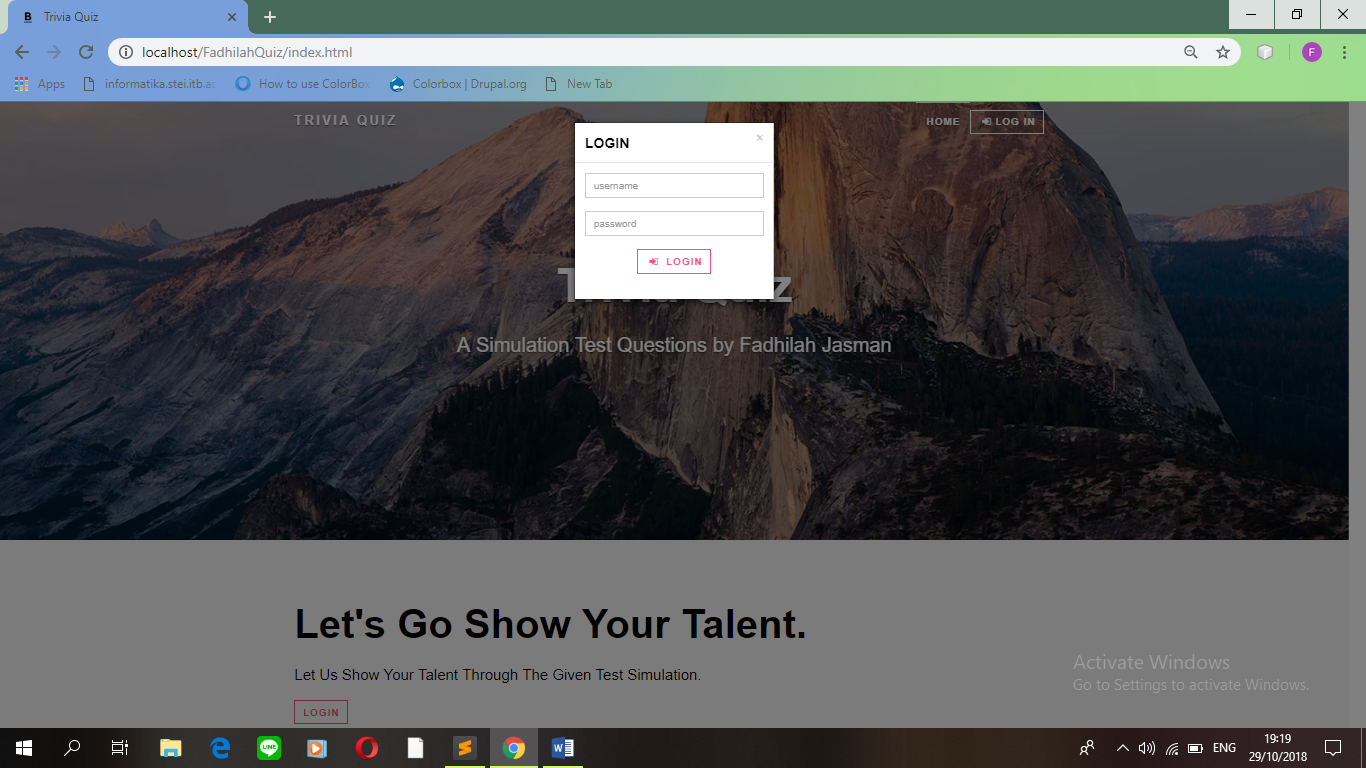 B Trivia Quiz
localhost/FadhilahQuiz/index.html
F
Apps informatika.stei.itb.ac How to use ColorBox Colorbox | Drupal.org New Tab
TRIVIA QUIZ HOME LOG IN
LOGIN ×
username
password
LOGIN
Trivia Quiz
A Simulation Test Questions by Fadhilah Jasman
Let's Go Show Your Talent.
Let Us Show Your Talent Through The Given Test Simulation.
LOGIN
Activate Windows
Go to Settings to activate Windows.
LINE
W
ENG
19:19
29/10/2018